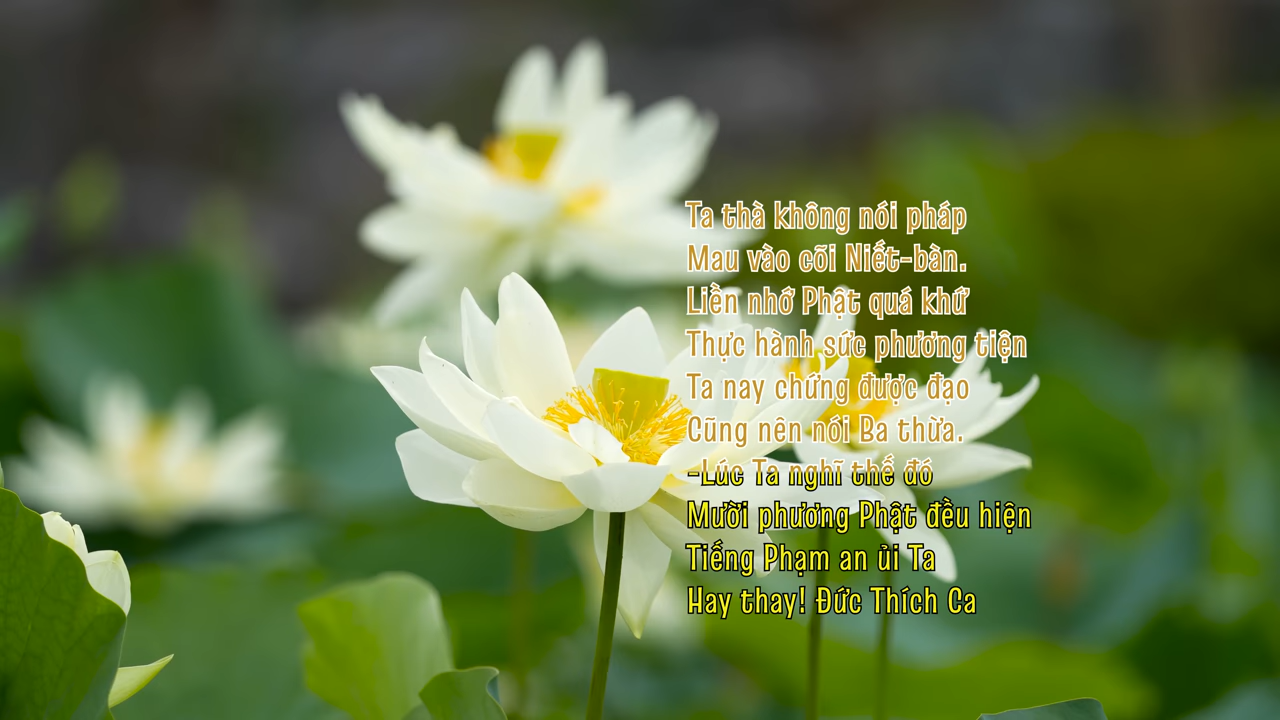 Ta thà không nói pháp
Mau vào cõi Niết-bàn.
Liền nhớ Phật quá khứ
Thực hành sức phương tiện
Ta nay chứng được đạo
Cũng nên nói Ba thừa.
-Lúc Ta nghĩ thế đó
Mười phương Phật đều hiện
Tiếng Phạm an ủi Ta
Hay thay! Đức Thích Ca